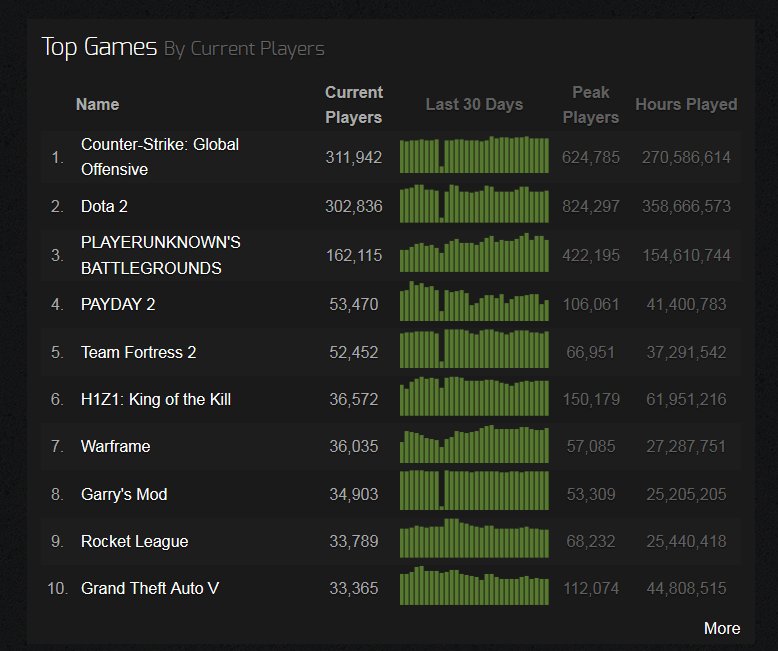 Top Games By Current Players
Name Current Players Last 30 Days Peak Players Hours Played
1. Counter-Strike: Global Offensive 311,942 624,785 270,586,614
2. Dota 2 302,836 824,297 358,666,573
3. PLAYERUNKNOWN'S BATTLEGROUNDS 162,115 422,195 154,610,744
4. PAYDAY 2 53,470 106,061 41,400,783
5. Team Fortress 2 52,452 66,951 37,291,542
6. H1Z1: King of the Kill 36,572 150,179 61,951,216
7. Warframe 36,035 57,085 27,287,751
8. Garry's Mod 34,903 53,309 25,205,205
9. Rocket League 33,789 68,232 25,440,418
10. Grand Theft Auto V 33,365 112,074 44,808,515
More